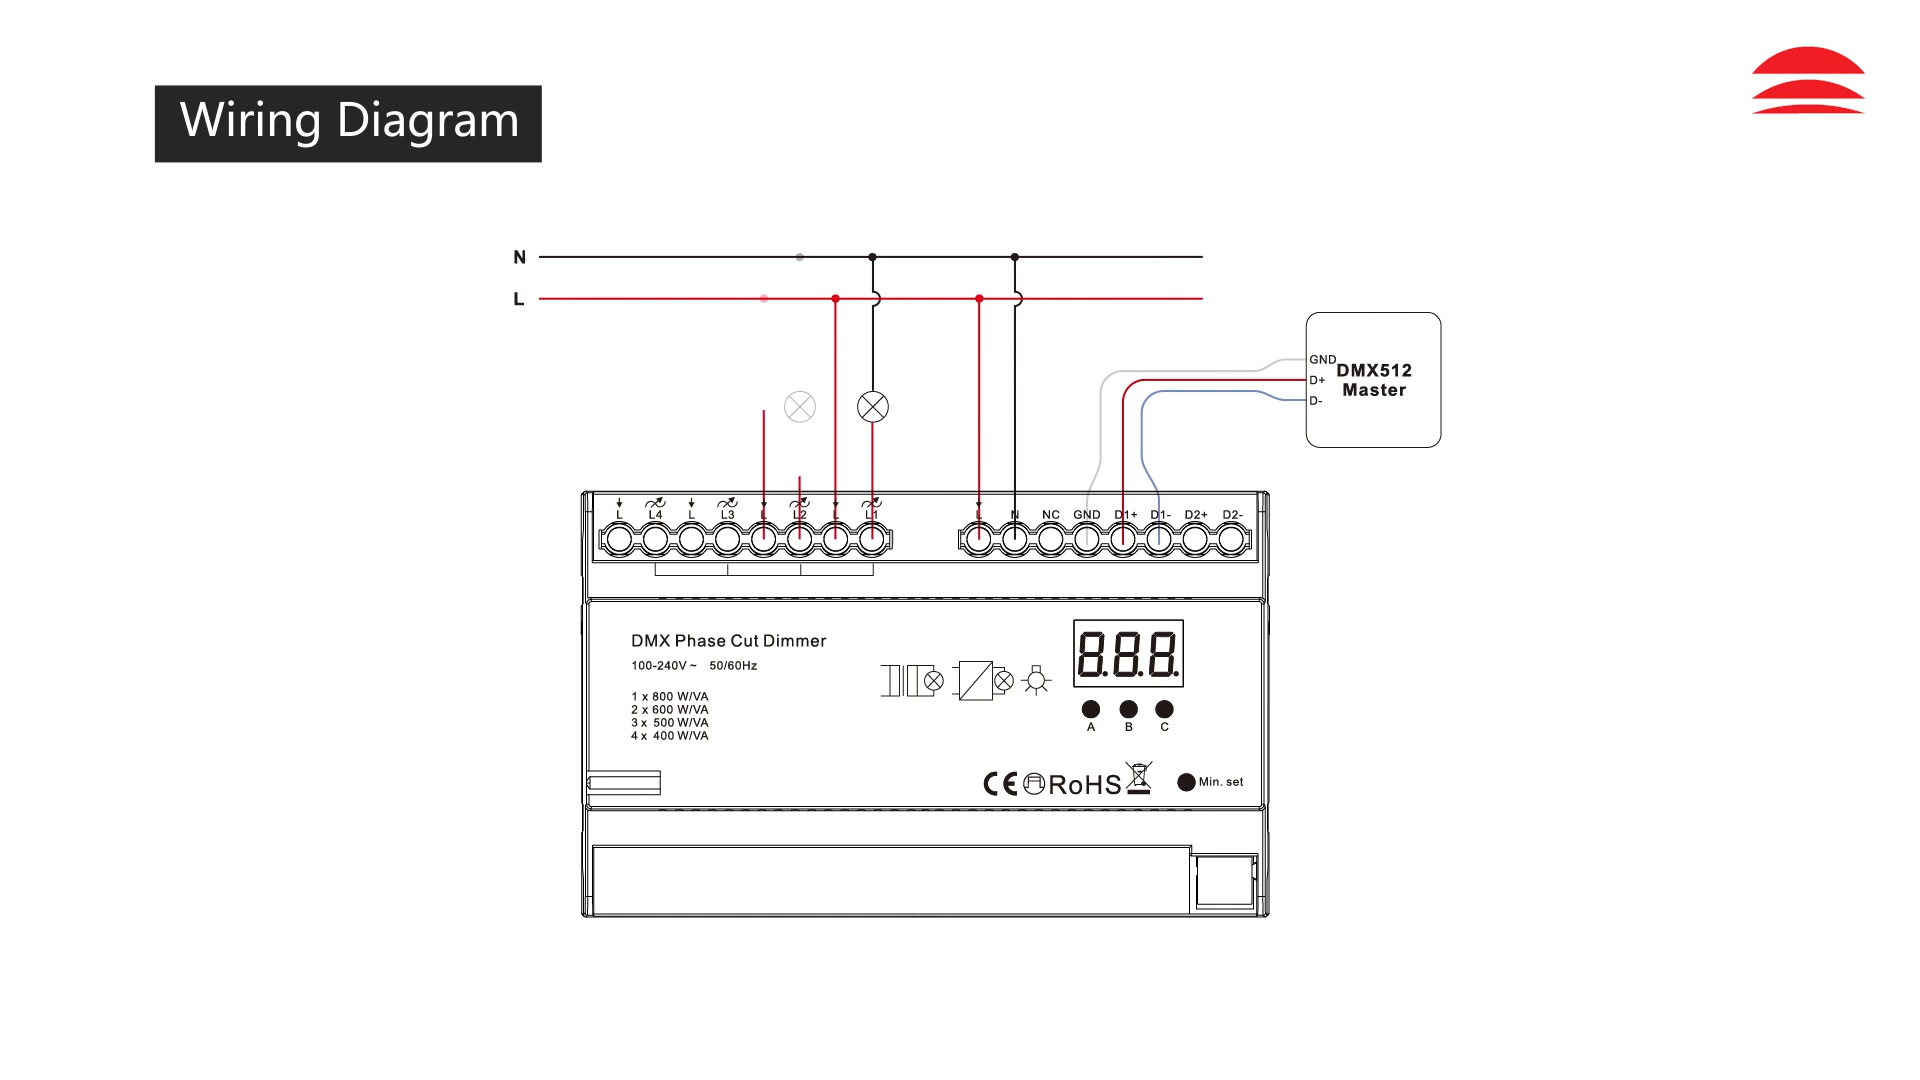 Wiring Diagram
N
L
GND
DMX512
Master
D+
D-
L L4 L L3 L L2 L L1 L N NC GND D1+ D1- D2+ D2-
DMX Phase Cut Dimmer
100-240V~ 50/60Hz
1 x 800 W/VA
2 x 600 W/VA
3 x 500 W/VA
4 x 400 W/VA
8.8.8.
A B C
CE RoHS
Min. set